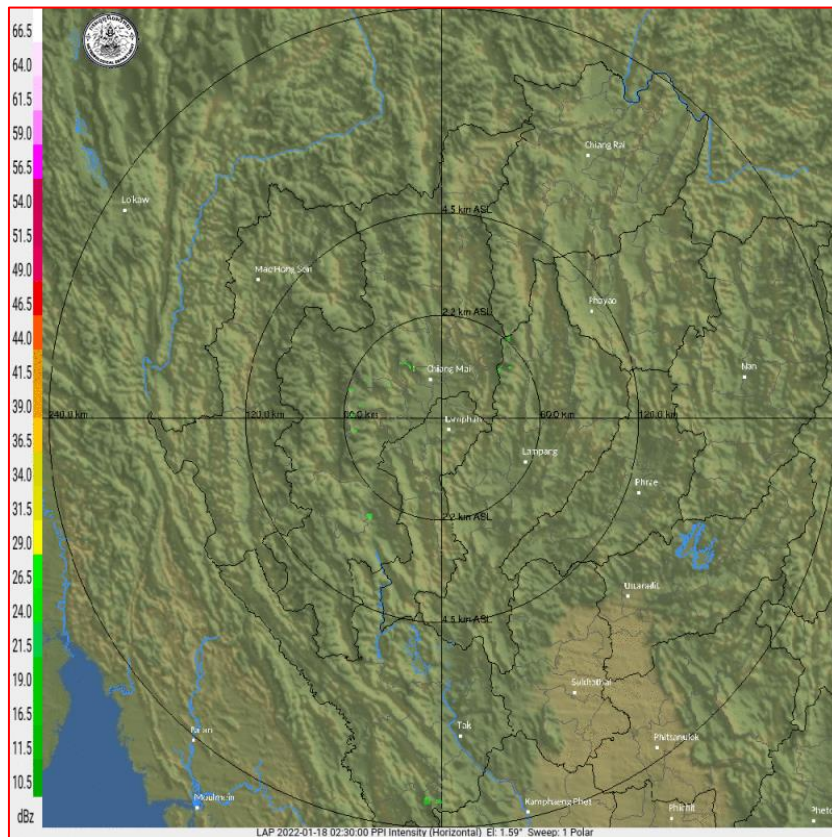 66.5
64.0
61.5
59.0
56.5
54.0
51.5
49.0
46.5
44.0
41.5
39.0
36.5
34.0
31.5
29.0
26.5
24.0
21.5
19.0
16.5
14.0
11.5
10.5
dBz
Chiang Rai
Loikaw
4.5 km ASL
Mae Hong Son
Phayao
2.2 km ASL
Chiang Mai
Nan
240.0 km
120.0 km
60.0 km
60.0 km
120.0 km
Lamphun
Lampang
Phrae
2.2 km ASL
Uttaradit
4.5 km ASL
Sukhothai
Tak
Pa'an
Phitsanulok
Moulmein
Kamphaeng Phet
Phichit
Phetc
LAP 2022-01-18 02:30:00 PPI Intensity (Horizontal) El: 1.59° Sweep: 1 Polar